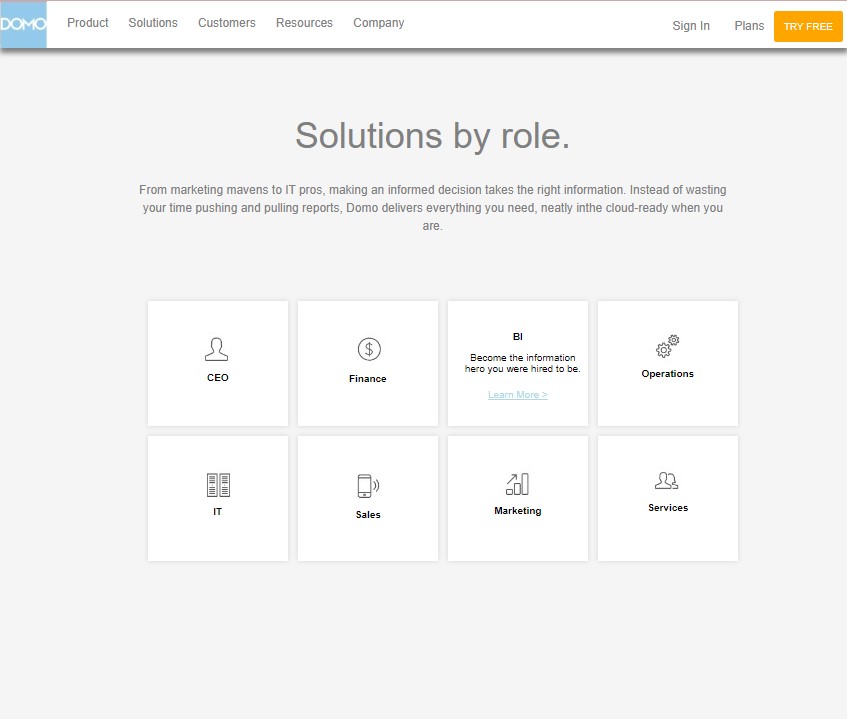 DOMO
Product Solutions Customers Resources Company
Sign In Plans TRY FREE
Solutions by role.
From marketing mavens to IT pros, making an informed decision takes the right information. Instead of wasting
your time pushing and pulling reports, Domo delivers everything you need, neatly inthe cloud-ready when you
are.
CEO
Finance
BI
Become the information
hero you were hired to be.
Learn More >
Operations
IT
Sales
Marketing
Services